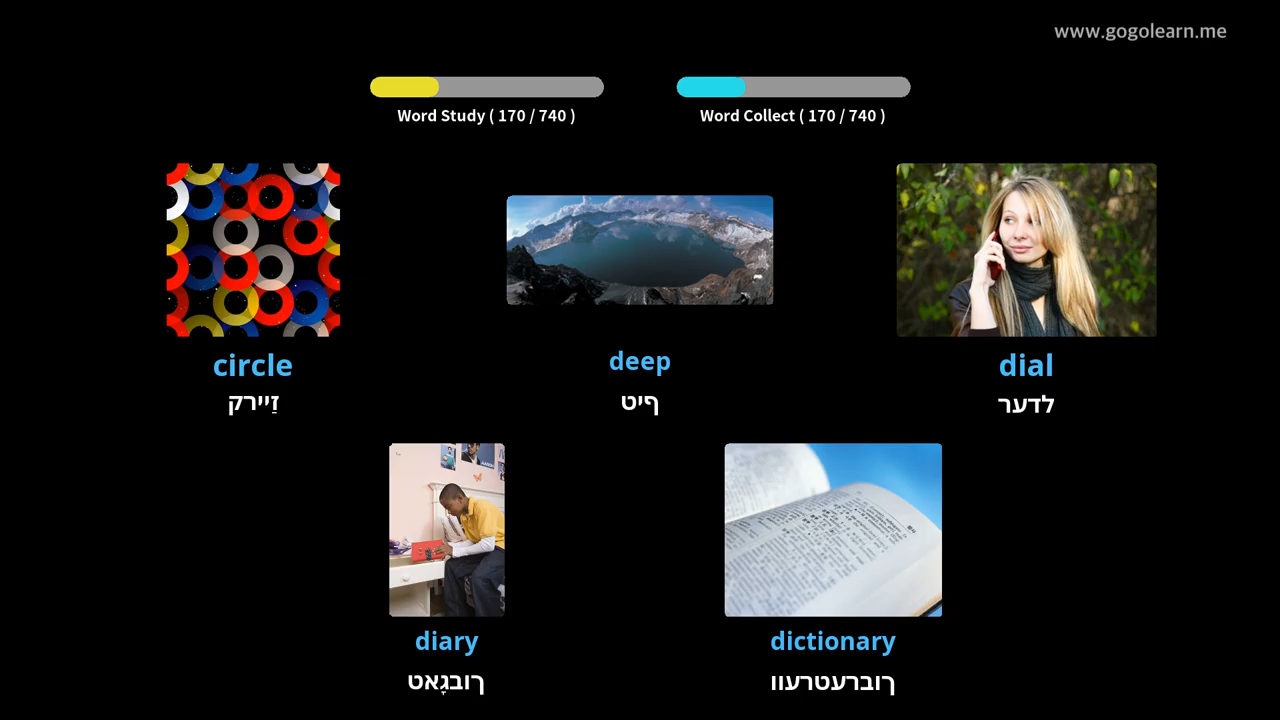 www.gogolearn.me
Word Study ( 170 / 740 )
Word Collect ( 170 / 740 )
circle
זַיירק
deep
ףיט
dial
לדער
diary
ךובגָאט
dictionary
ךוברעטרעוו